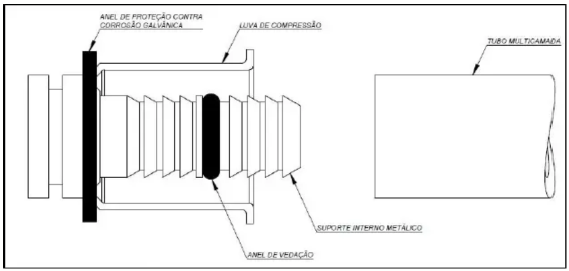 ANEL DE PROTEÇÃO CONTRA
CORROSÃO GALVÂNICA
LUVA DE COMPRESSÃO
TUBO MULTICAMADA
SUPORTE INTERNO METÁLICO
ANEL DE VEDAÇÃO